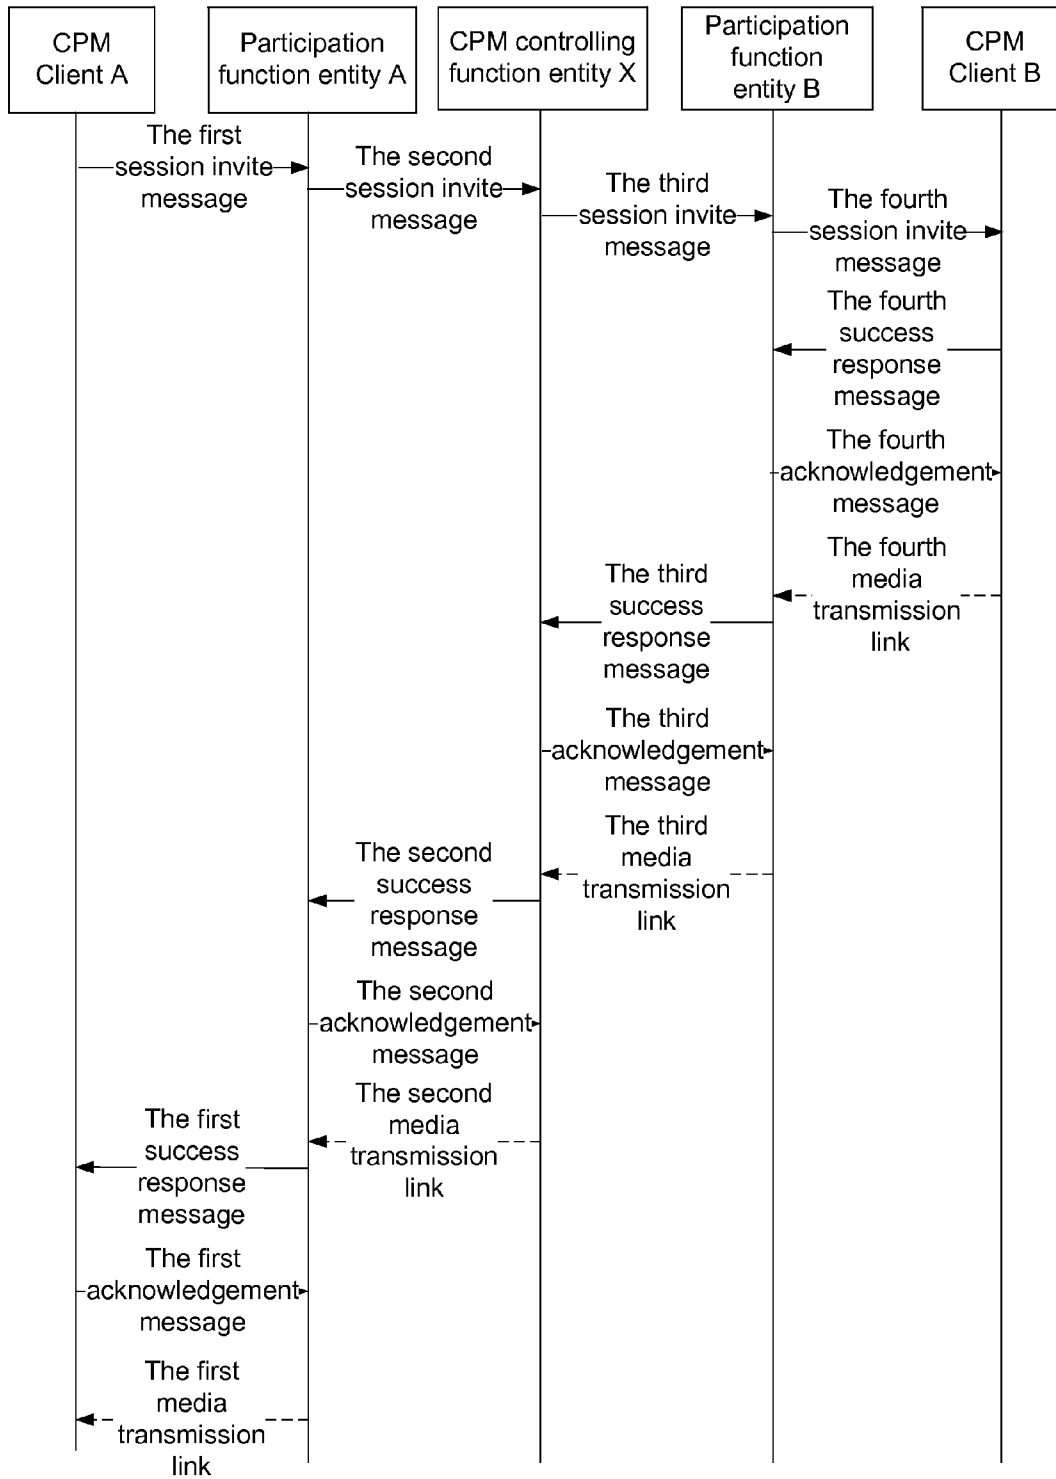 CPM
Client A
Participation
function entity A
CPM controlling
function entity X
Participation
function
entity B
CPM
Client B
The first
session invite
message
The second
session invite
message
The third
session invite
message
The fourth
session invite
message
The fourth
success
response
message
The fourth
acknowledgement
message
The fourth
media
transmission
link
The third
success
response
message
The third
acknowledgement
message
The third
media
transmission
link
The second
success
response
message
The second
acknowledgement
message
The second
media
transmission
link
The first
success
response
message
The first
acknowledgement
message
The first
media
transmission
link